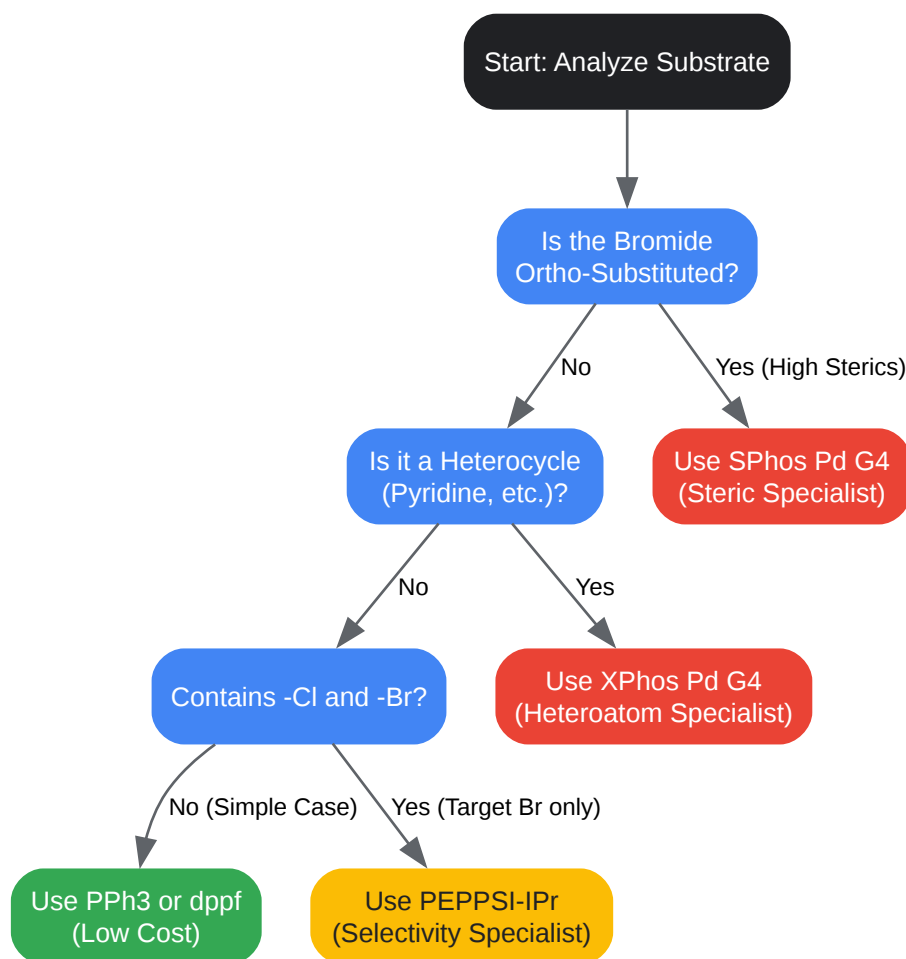 Start: Analyze Substrate
Is the Bromide
Ortho-Substituted?
No
Yes (High Sterics)
Is it a Heterocycle
(Pyridine, etc.)?
Use SPhos Pd G4
(Steric Specialist)
No
Yes
Contains -Cl and -Br?
Use XPhos Pd G4
(Heteroatom Specialist)
No (Simple Case)
Yes (Target Br only)
Use PPh3 or dppf
(Low Cost)
Use PEPPSI-IPr
(Selectivity Specialist)